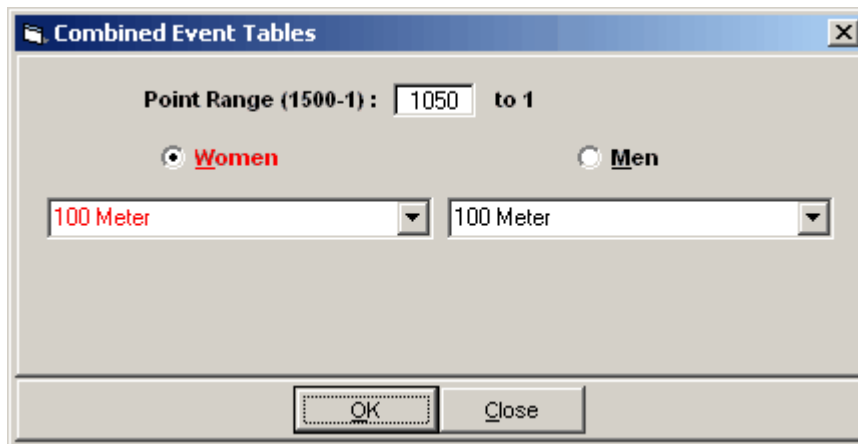 Combined Event Tables
Point Range (1500-1) : 1050 to 1
Women Men
100 Meter 100 Meter
OK Close